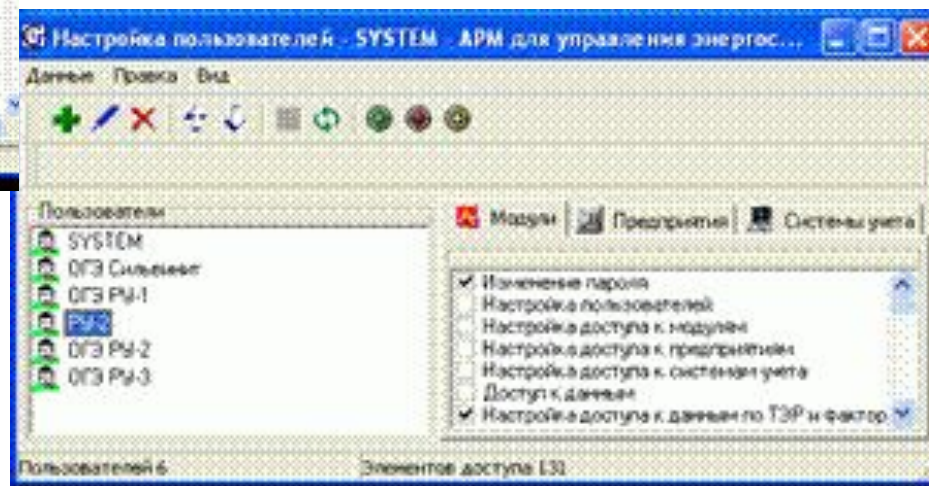 Настройка пользователей - SYSTEM - АРМ для управления энергос...
Данные Правка Вид
Пользователи
SYSTEM
ОГЭ Сильвинит
ОГЭ РУ-1
РУ-2
ОГЭ РУ-2
ОГЭ РУ-3
Модули Предприятия Системы учета
Изменение пароля
Настройка пользователей
Настройка доступа к модулям
Настройка доступа к предприятиям
Настройка доступа к системам учета
Доступ к данным
Настройка доступа к данным по ТЭР и фактор
Пользователей 6 Элементов доступа 131